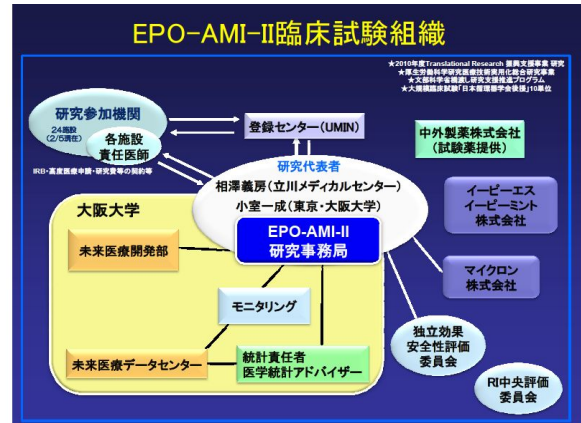 EPO-AMI-II臨床試験組織
★2010年度Translational Research 振興支援事業 研究
★厚生労働科学研究医療技術実用化総合研究事業
★文部科学省橋渡し研究支援推進プログラム
★大規模臨床試験「日本循環器学会後援」10単位
研究参加機関
24施設
(2/5現在)
各施設
責任医師
IRB・高度医療申請・研究費等の契約等
登録センター(UMIN)
中外製薬株式会社
(試験薬提供)
研究代表者
相澤義房(立川メディカルセンター)
小室一成(東京・大阪大学)
EPO-AMI-II
研究事務局
イーピーエス
イーピーミント
株式会社
マイクロン
株式会社
大阪大学
未来医療開発部
モニタリング
未来医療データセンター
統計責任者
医学統計アドバイザー
独立効果
安全性評価
委員会
RI中央評価
委員会